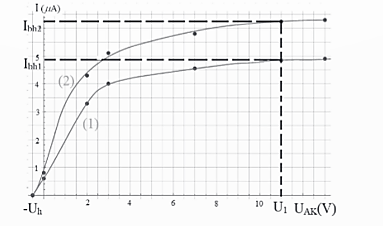 I (μA)
I_bh2
5
I_bh1
4
(2)
3
(1)
2
1
-U_h 2 4 6 8 10 U_1 U_AK(V)